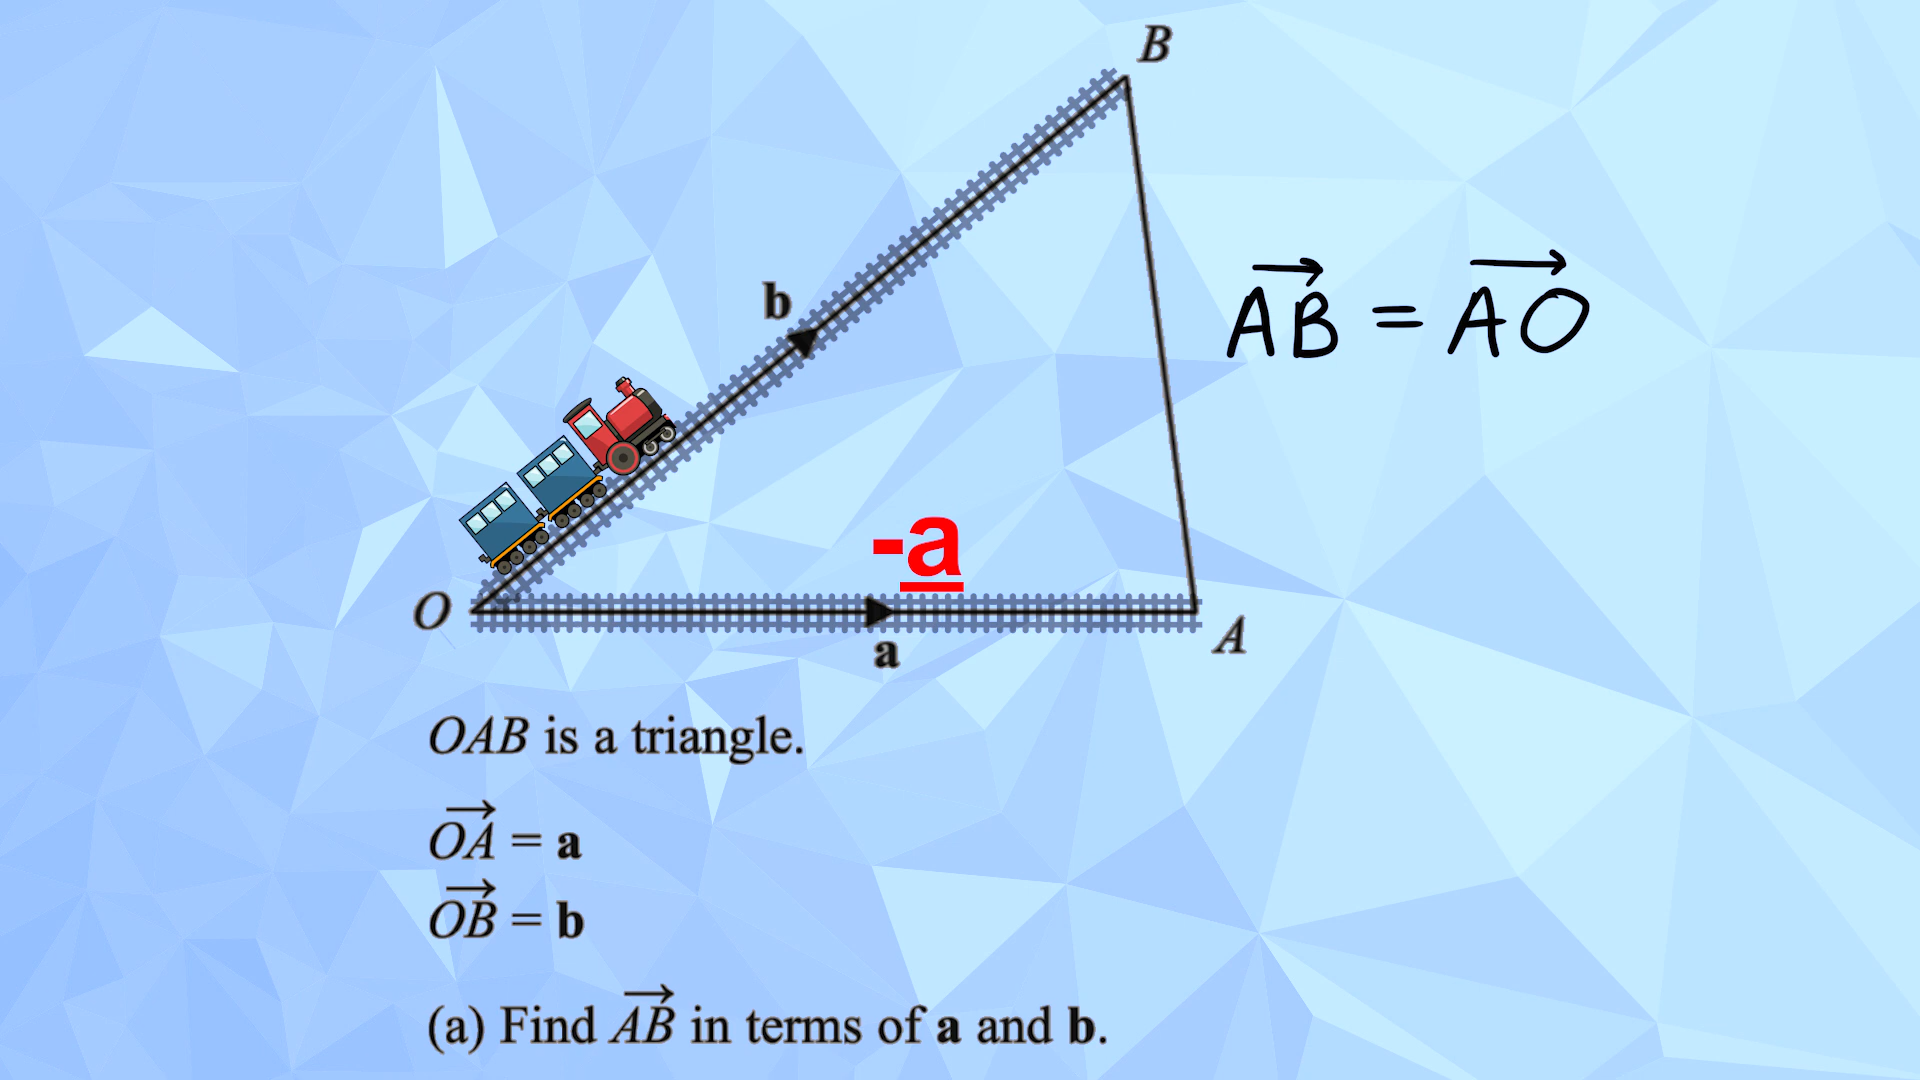 B
b
AB = AO
-a
O
a
A
OAB is a triangle.
OA = a
OB = b
(a) Find AB in terms of a and b.